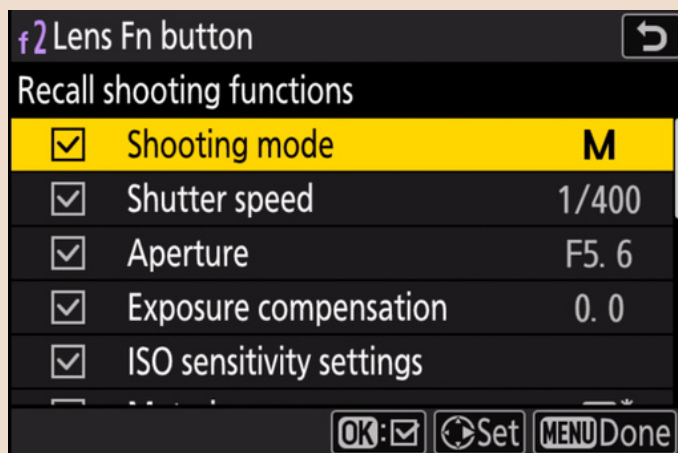 f2 Lens Fn button
Recall shooting functions
Shooting mode M
Shutter speed 1/400
Aperture F5. 6
Exposure compensation 0. 0
ISO sensitivity settings
OK: Set MENU Done